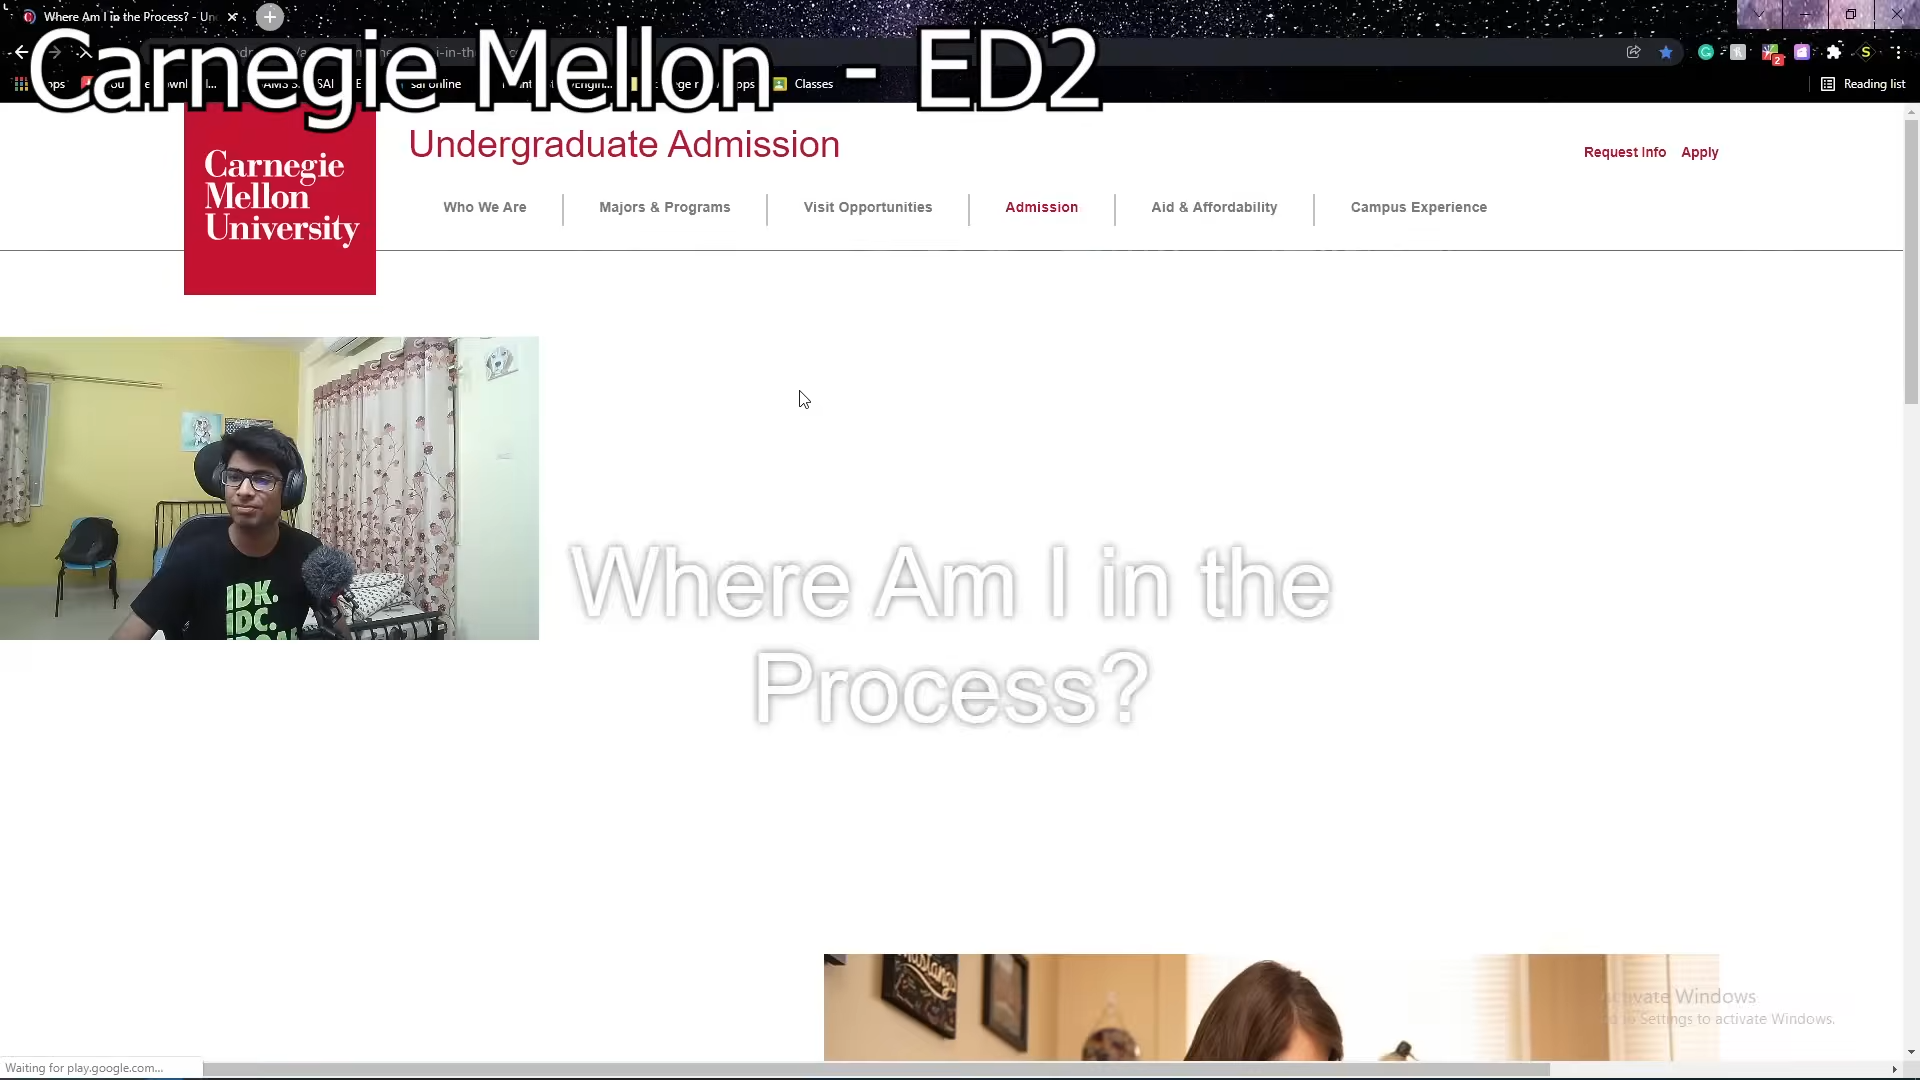 Where Am I in the Process? - Un
Carnegie Mellon - ED2
sai online
Classes
Reading list
Carnegie
Mellon
University
Undergraduate Admission
Request Info Apply
Who We Are Majors & Programs Visit Opportunities Admission Aid & Affordability Campus Experience
IDK.
IDC.
Where Am I in the
Process?
Activate Windows
to Settings to activate Windows.
Waiting for play.google.com...